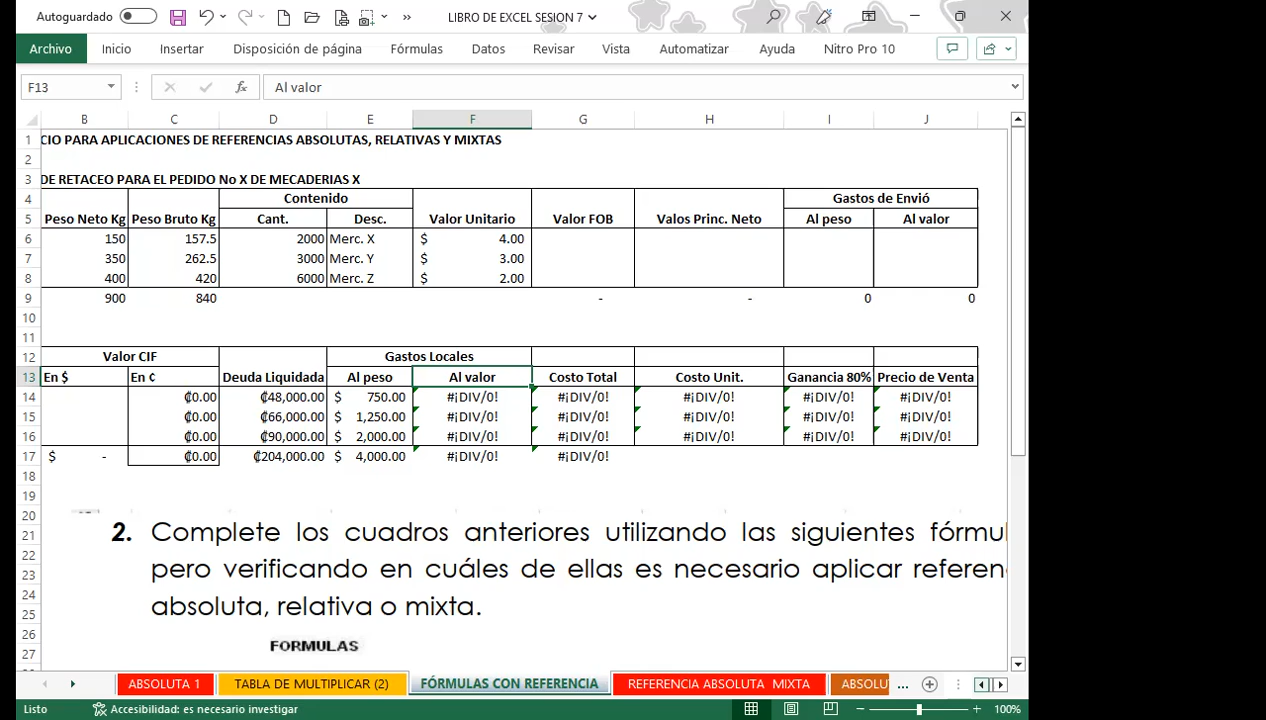 Autoguardado LIBRO DE EXCEL SESION 7
Archivo Inicio Insertar Disposición de página Fórmulas Datos Revisar Vista Automatizar Ayuda Nitro Pro 10
F13 fx Al valor
B C D E F G H I J
1 CIO PARA APLICACIONES DE REFERENCIAS ABSOLUTAS, RELATIVAS Y MIXTAS
2
3 DE RETACEO PARA EL PEDIDO No X DE MECADERIAS X
4 Contenido Gastos de Envió
5 Peso Neto Kg Peso Bruto Kg Cant. Desc. Valor Unitario Valor FOB Valos Princ. Neto Al peso Al valor
6 150 157.5 2000 Merc. X $ 4.00
7 350 262.5 3000 Merc. Y $ 3.00
8 400 420 6000 Merc. Z $ 2.00
9 900 840 - - 0 0
10
11
12 Valor CIF Gastos Locales
13 En $ En ¢ Deuda Liquidada Al peso Al valor Costo Total Costo Unit. Ganancia 80% Precio de Venta
14 ₡0.00 ₡48,000.00 $ 750.00 #¡DIV/0! #¡DIV/0! #¡DIV/0! #¡DIV/0! #¡DIV/0!
15 ₡0.00 ₡66,000.00 $ 1,250.00 #¡DIV/0! #¡DIV/0! #¡DIV/0! #¡DIV/0! #¡DIV/0!
16 ₡0.00 ₡90,000.00 $ 2,000.00 #¡DIV/0! #¡DIV/0! #¡DIV/0! #¡DIV/0! #¡DIV/0!
17 $ - ₡0.00 ₡204,000.00 $ 4,000.00 #¡DIV/0! #¡DIV/0!
18
19
20
21 2. Complete los cuadros anteriores utilizando las siguientes fórmul
22
23 pero verificando en cuáles de ellas es necesario aplicar referen
24
25 absoluta, relativa o mixta.
26
27 FORMULAS
ABSOLUTA 1 TABLA DE MULTIPLICAR (2) FÓRMULAS CON REFERENCIA REFERENCIA ABSOLUTA MIXTA ABSOLU ...
Listo Accesibilidad: es necesario investigar 100%